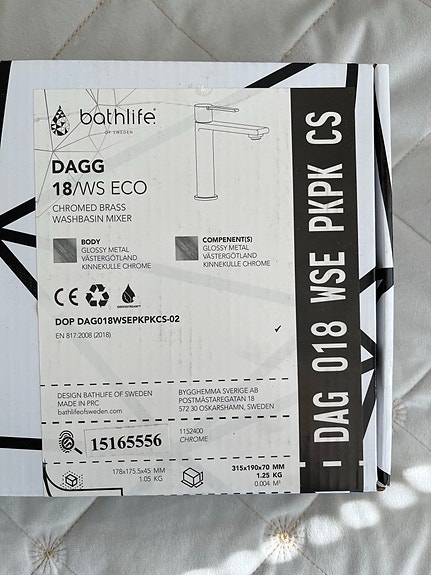 bathlife®
OF SWEDEN
DAGG
18/WS ECO
CHROMED BRASS
WASHBASIN MIXER
BODY
GLOSSY METAL
VÄSTERGÖTLAND
KINNEKULLE CHROME
COMPENENT(S)
GLOSSY METAL
VÄSTERGÖTLAND
KINNEKULLE CHROME
CE
GREENSTREAM™
DOP DAG018WSEPKPKCS-02
EN 817:2008 (2018)
✓
DESIGN BATHLIFE OF SWEDEN
MADE IN PRC
bathlifeofsweden.com
BYGGHEMMA SVERIGE AB
POSTMÄSTAREGATAN 18
572 30 OSKARSHAMN, SWEDEN
15165556
1152400
CHROME
178x175.5x45 MM
1.05 KG
315x190x70 MM
1.25 KG
0.004 M³
DAG 018 WSE PKPK CS